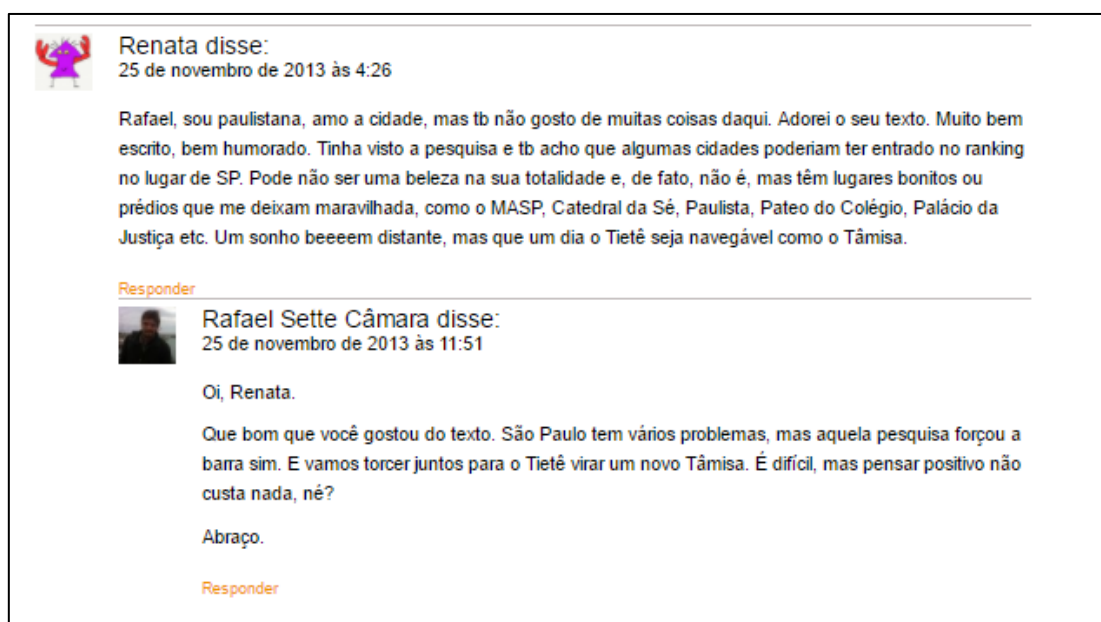 Renata disse:
25 de novembro de 2013 às 4:26
Rafael, sou paulistana, amo a cidade, mas tb não gosto de muitas coisas daqui. Adorei o seu texto. Muito bem
escrito, bem humorado. Tinha visto a pesquisa e tb acho que algumas cidades poderiam ter entrado no ranking
no lugar de SP. Pode não ser uma beleza na sua totalidade e, de fato, não é, mas têm lugares bonitos ou
prédios que me deixam maravilhada, como o MASP, Catedral da Sé, Paulista, Pateo do Colégio, Palácio da
Justiça etc. Um sonho beeeem distante, mas que um dia o Tietê seja navegável como o Tâmisa.
Responder
Rafael Sette Câmara disse:
25 de novembro de 2013 às 11:51
Oi, Renata.
Que bom que você gostou do texto. São Paulo tem vários problemas, mas aquela pesquisa forçou a
barra sim. E vamos torcer juntos para o Tietê virar um novo Tâmisa. É difícil, mas pensar positivo não
custa nada, né?
Abraço.
Responder